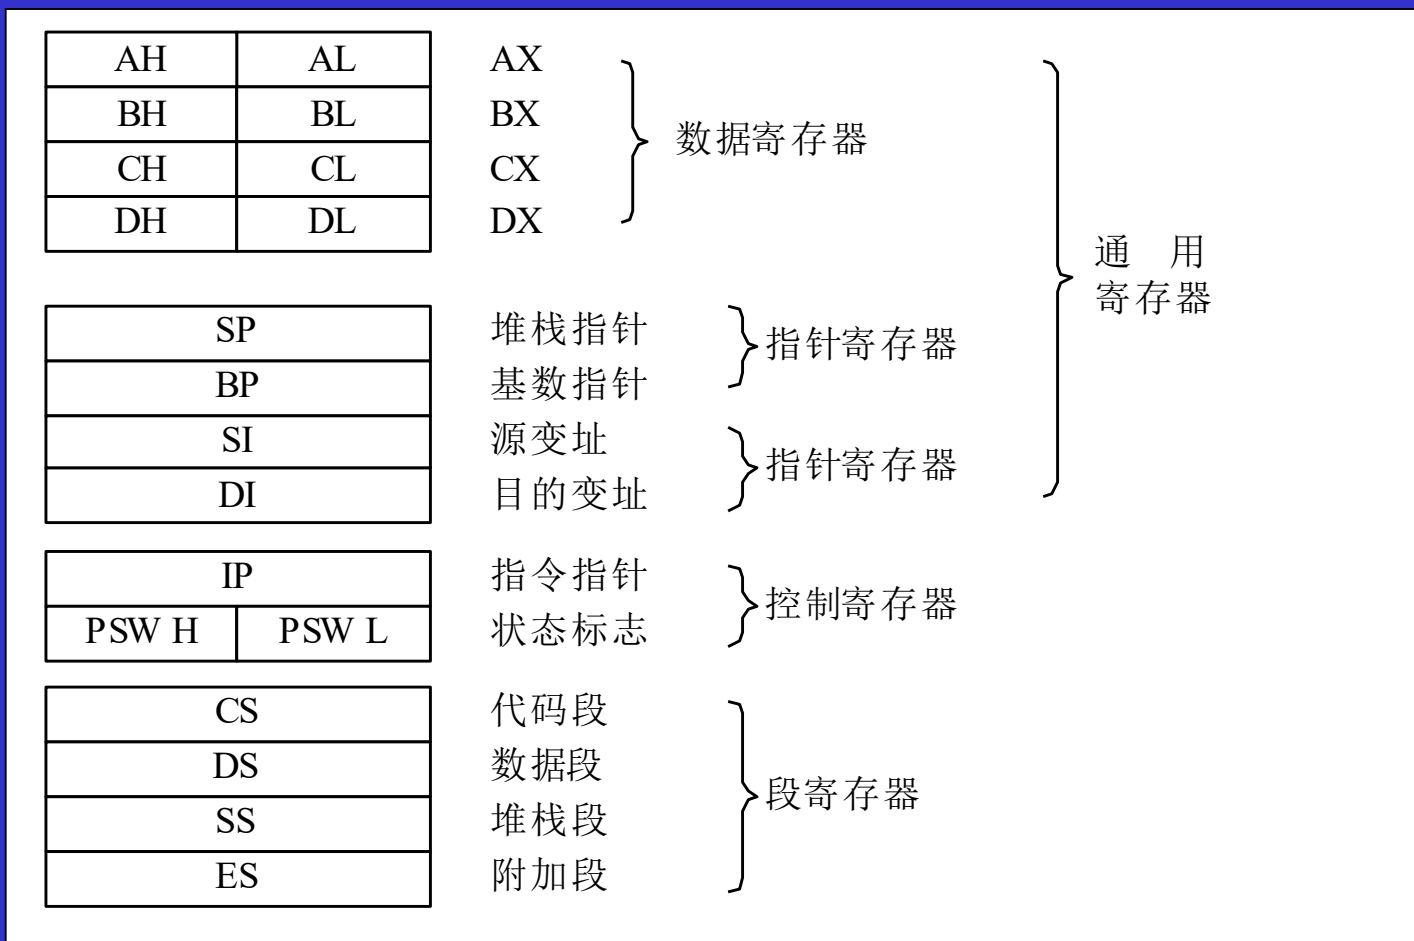 AH AL AX
BH BL BX
数据寄存器
CH CL CX
DH DL DX
通 用
寄存器
SP 堆栈指针
指针寄存器
BP 基数指针
SI 源变址
指针寄存器
DI 目的变址
IP 指令指针
控制寄存器
PSW H PSW L 状态标志
CS 代码段
DS 数据段
段寄存器
SS 堆栈段
ES 附加段